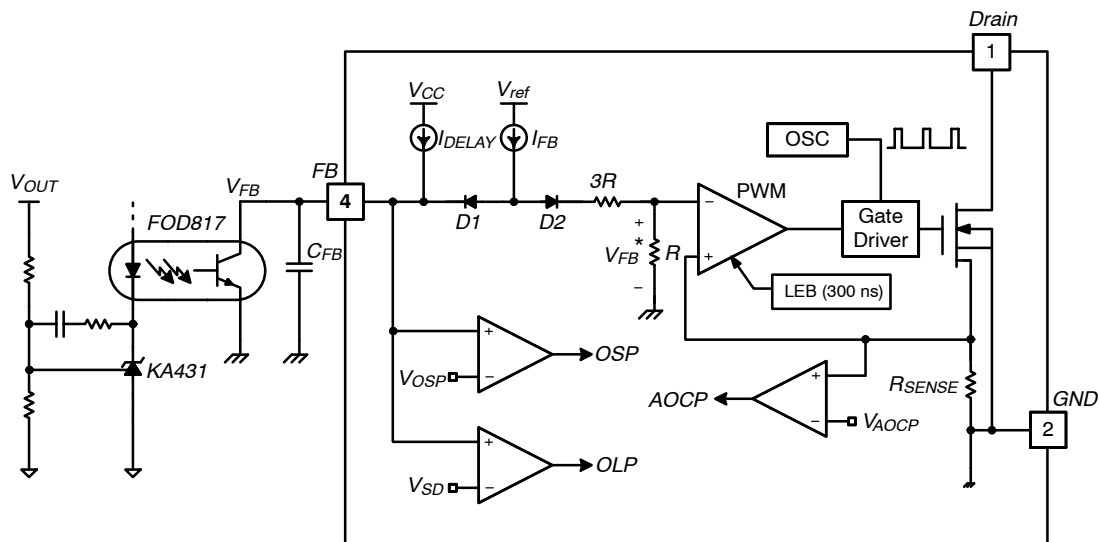 Drain
1
V_CC
V_ref
I_DELAY
I_FB
OSC
V_OUT
V_FB
FB
4
3R
PWM
D1
D2
−
+
Gate
Driver
FOD817
C_FB
+
V_FB*
R
−
LEB (300 ns)
KA431
+
−
OSP
V_OSP
R_SENSE
AOCP
+
−
V_AOCP
GND
2
+
−
OLP
V_SD